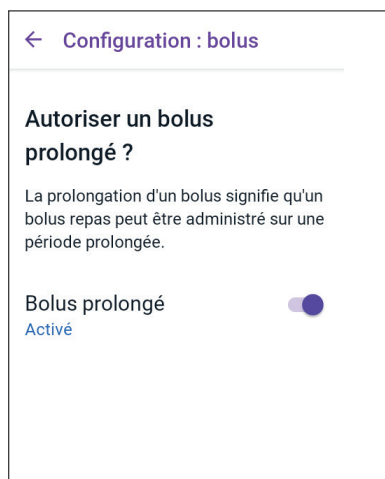 Configuration : bolus
Autoriser un bolus
prolongé ?
La prolongation d'un bolus signifie qu'un
bolus repas peut être administré sur une
période prolongée.
Bolus prolongé
Activé